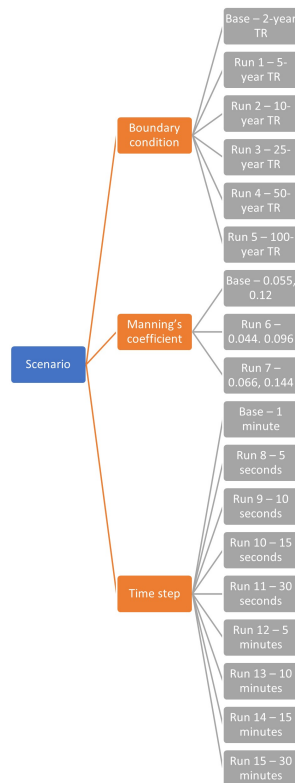 Base – 2-year
TR
Run 1 – 5-
year TR
Boundary
condition
Run 2 – 10-
year TR
Run 3 – 25-
year TR
Run 4 – 50-
year TR
Run 5 – 100-
year TR
Scenario
Manning's
coefficient
Base – 0.055,
0.12
Run 6 –
0.044. 0.096
Run 7 –
0.066, 0.144
Time step
Base – 1
minute
Run 8 – 5
seconds
Run 9 – 10
seconds
Run 10 – 15
seconds
Run 11 – 30
seconds
Run 12 – 5
minutes
Run 13 – 10
minutes
Run 14 – 15
minutes
Run 15 – 30
minutes